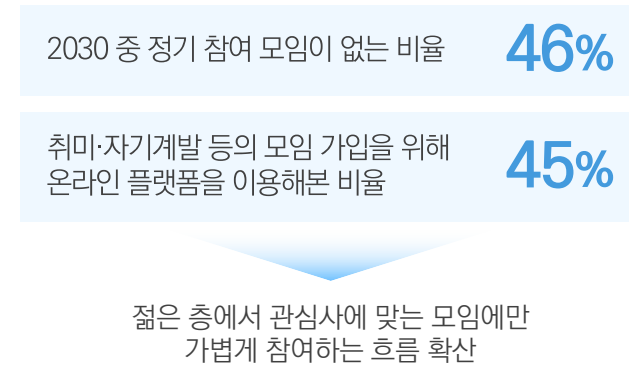 2030 중 정기 참여 모임이 없는 비율 46%
취미·자기계발 등의 모임 가입을 위해
온라인 플랫폼을 이용해본 비율 45%
젊은 층에서 관심사에 맞는 모임에만
가볍게 참여하는 흐름 확산